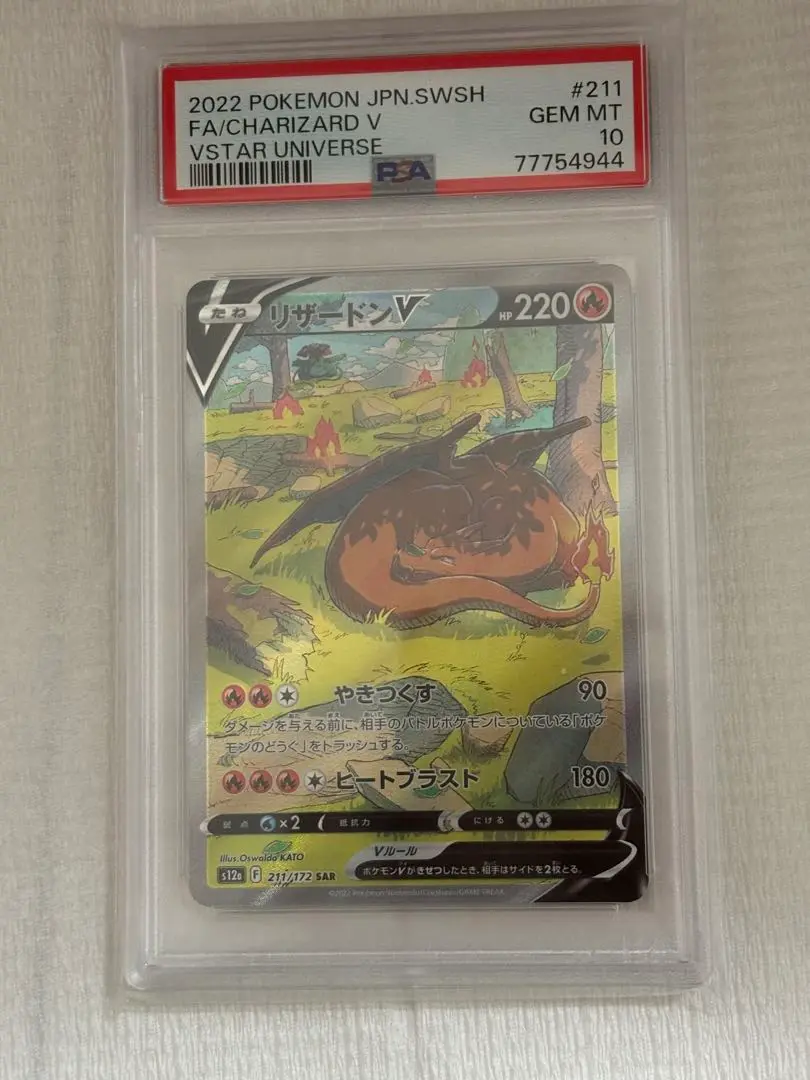 2022 POKEMON JPN.SWSH #211
FA/CHARIZARD V GEM MT
VSTAR UNIVERSE 10
PSA 77754944
たね リザードンV HP 220
やきつくす 90
ダメージを与える前に、相手のバトルポケモンについている「ポケ
モンのどうぐ」をトラッシュする。
ヒートブラスト 180
弱点 ×2 抵抗力 にげる
Illus.Oswaldo KATO
Vルール
ポケモンVがきぜつしたとき、相手はサイドを2枚とる。
s12a F 211/172 SAR